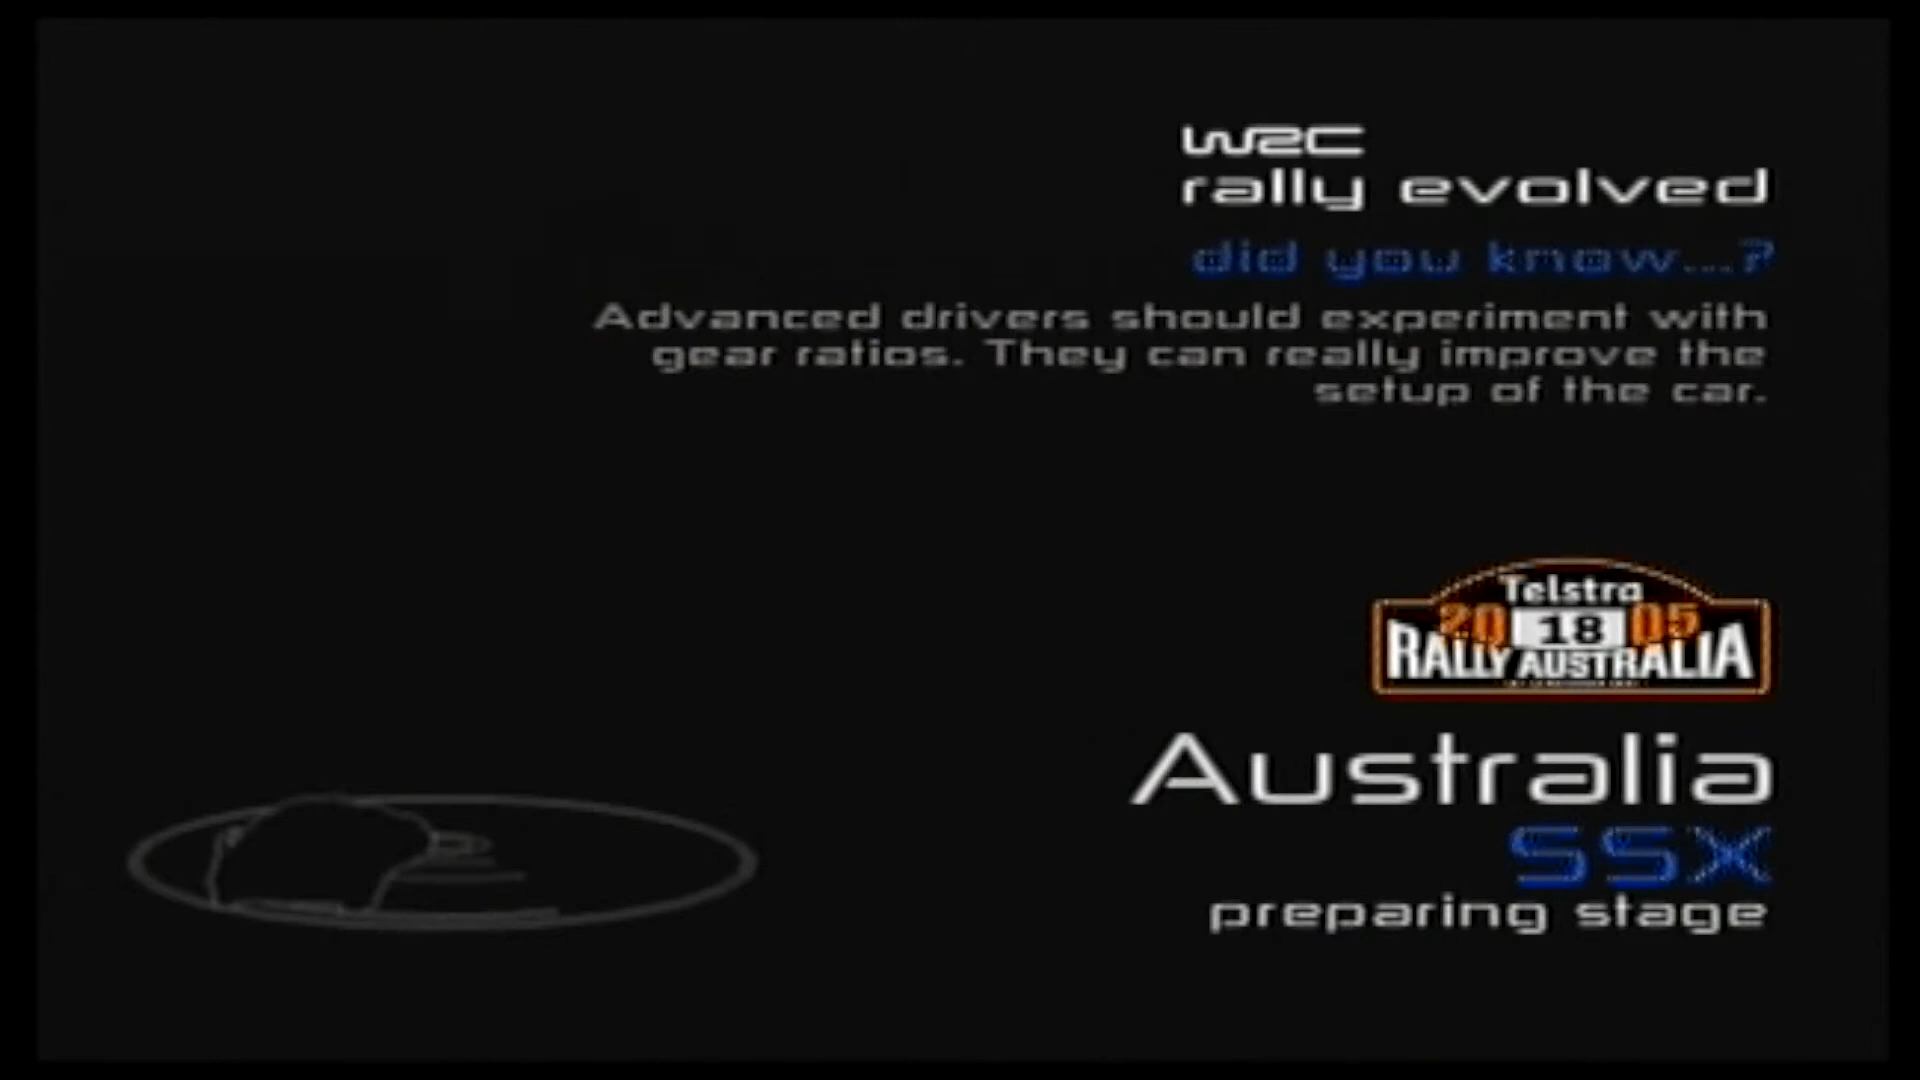 WRC
rally evolved
did you know...?
Advanced drivers should experiment with
gear ratios. They can really improve the
setup of the car.
Telstra
20 18 05
RALLY AUSTRALIA
Australia
SSX
preparing stage